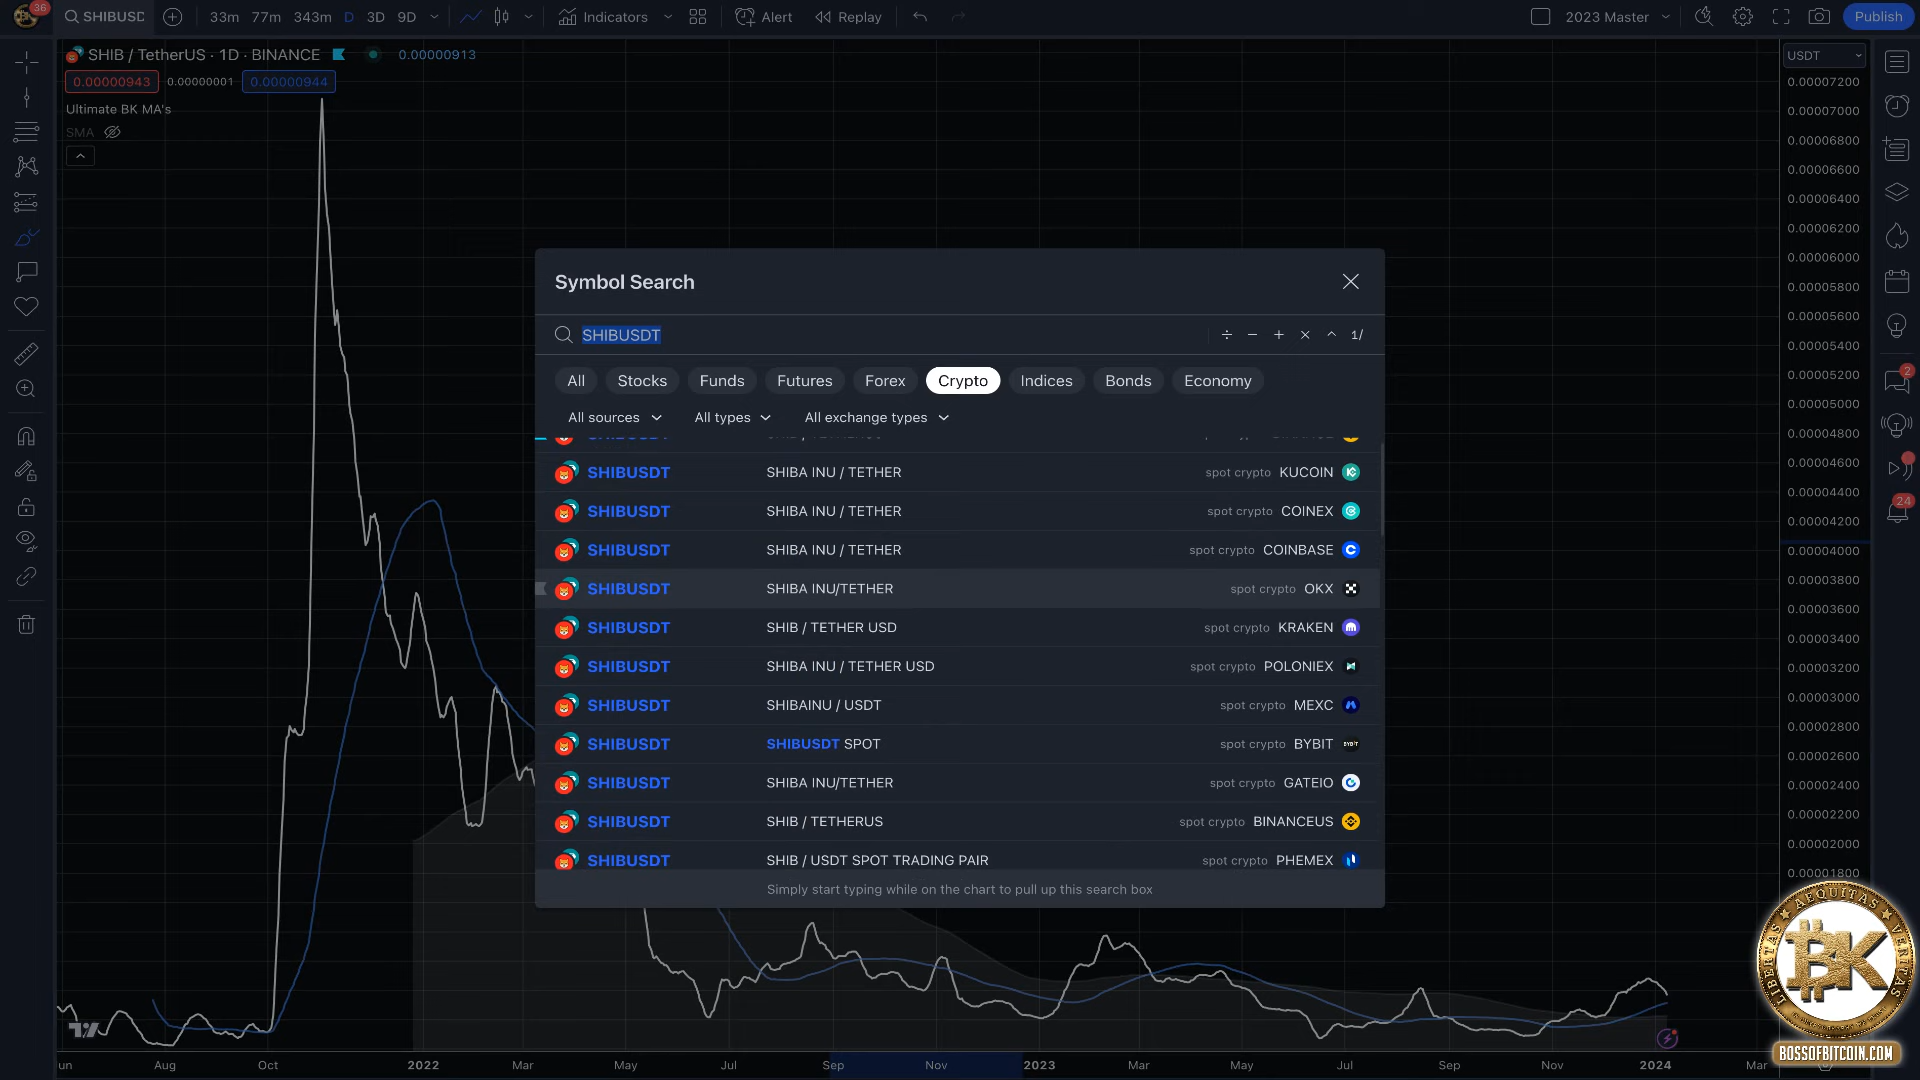 36
SHIBUSD
33m 77m 343m D 3D 9D
Indicators
Alert
Replay
2023 Master
Publish
SHIB / TetherUS · 1D · BINANCE
0.00000913
0.00000943 0.00000001 0.00000944
Ultimate BK MA's
SMA
USDT
0.00007200
0.00007000
0.00006800
0.00006600
0.00006400
0.00006200
0.00006000
0.00005800
0.00005600
0.00005400
0.00005200
0.00005000
0.00004800
0.00004600
0.00004400
0.00004200
0.00004000
0.00003800
0.00003600
0.00003400
0.00003200
0.00003000
0.00002800
0.00002600
0.00002400
0.00002200
0.00002000
0.00001800
2
24
Symbol Search
SHIBUSDT
÷ − + × ^ 1/
All Stocks Funds Futures Forex Crypto Indices Bonds Economy
All sources All types All exchange types
SHIBUSDT SHIBA INU / TETHER spot crypto KUCOIN
SHIBUSDT SHIBA INU / TETHER spot crypto COINEX
SHIBUSDT SHIBA INU / TETHER spot crypto COINBASE
SHIBUSDT SHIBA INU/TETHER spot crypto OKX
SHIBUSDT SHIB / TETHER USD spot crypto KRAKEN
SHIBUSDT SHIBA INU / TETHER USD spot crypto POLONIEX
SHIBUSDT SHIBAINU / USDT spot crypto MEXC
SHIBUSDT SHIBUSDT SPOT spot crypto BYBIT
SHIBUSDT SHIBA INU/TETHER spot crypto GATEIO
SHIBUSDT SHIB / TETHERUS spot crypto BINANCEUS
SHIBUSDT SHIB / USDT SPOT TRADING PAIR spot crypto PHEMEX
Simply start typing while on the chart to pull up this search box
un Aug Oct 2022 Mar May Jul Sep Nov 2023 Mar May Jul Sep Nov 2024 Mar
LIBERTAS AEQUITAS VERITAS
BK
BOSSOFBITCOIN.COM